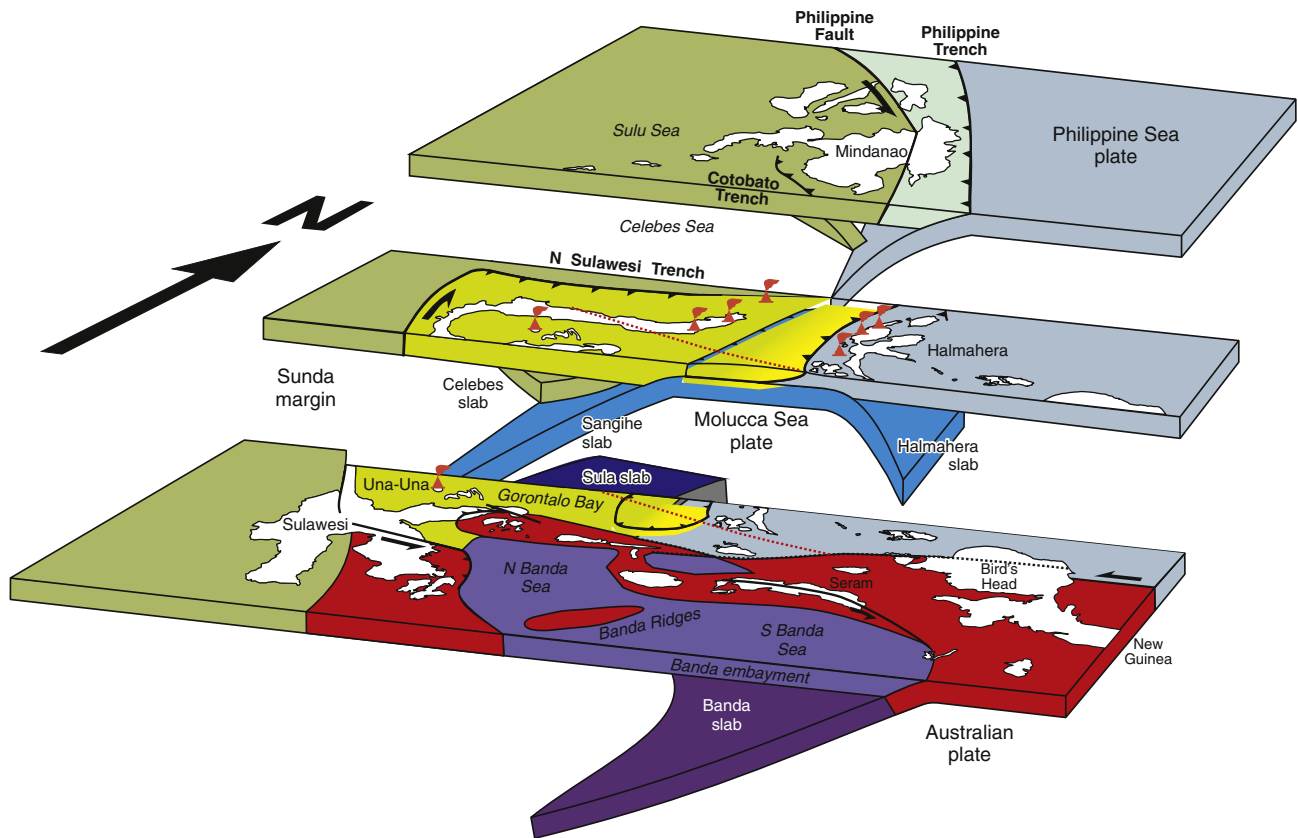 Philippine
Fault
Philippine
Trench
Sulu Sea
Mindanao
Philippine Sea
plate
Cotobato
Trench
Celebes Sea
N
N Sulawesi Trench
Halmahera
Sunda
margin
Celebes
slab
Sangihe
slab
Molucca Sea
plate
Halmahera
slab
Una-Una
Sula slab
Gorontalo Bay
Sulawesi
N Banda
Sea
Seram
Bird's
Head
Banda Ridges
S Banda
Sea
New
Guinea
Banda embayment
Banda
slab
Australian
plate